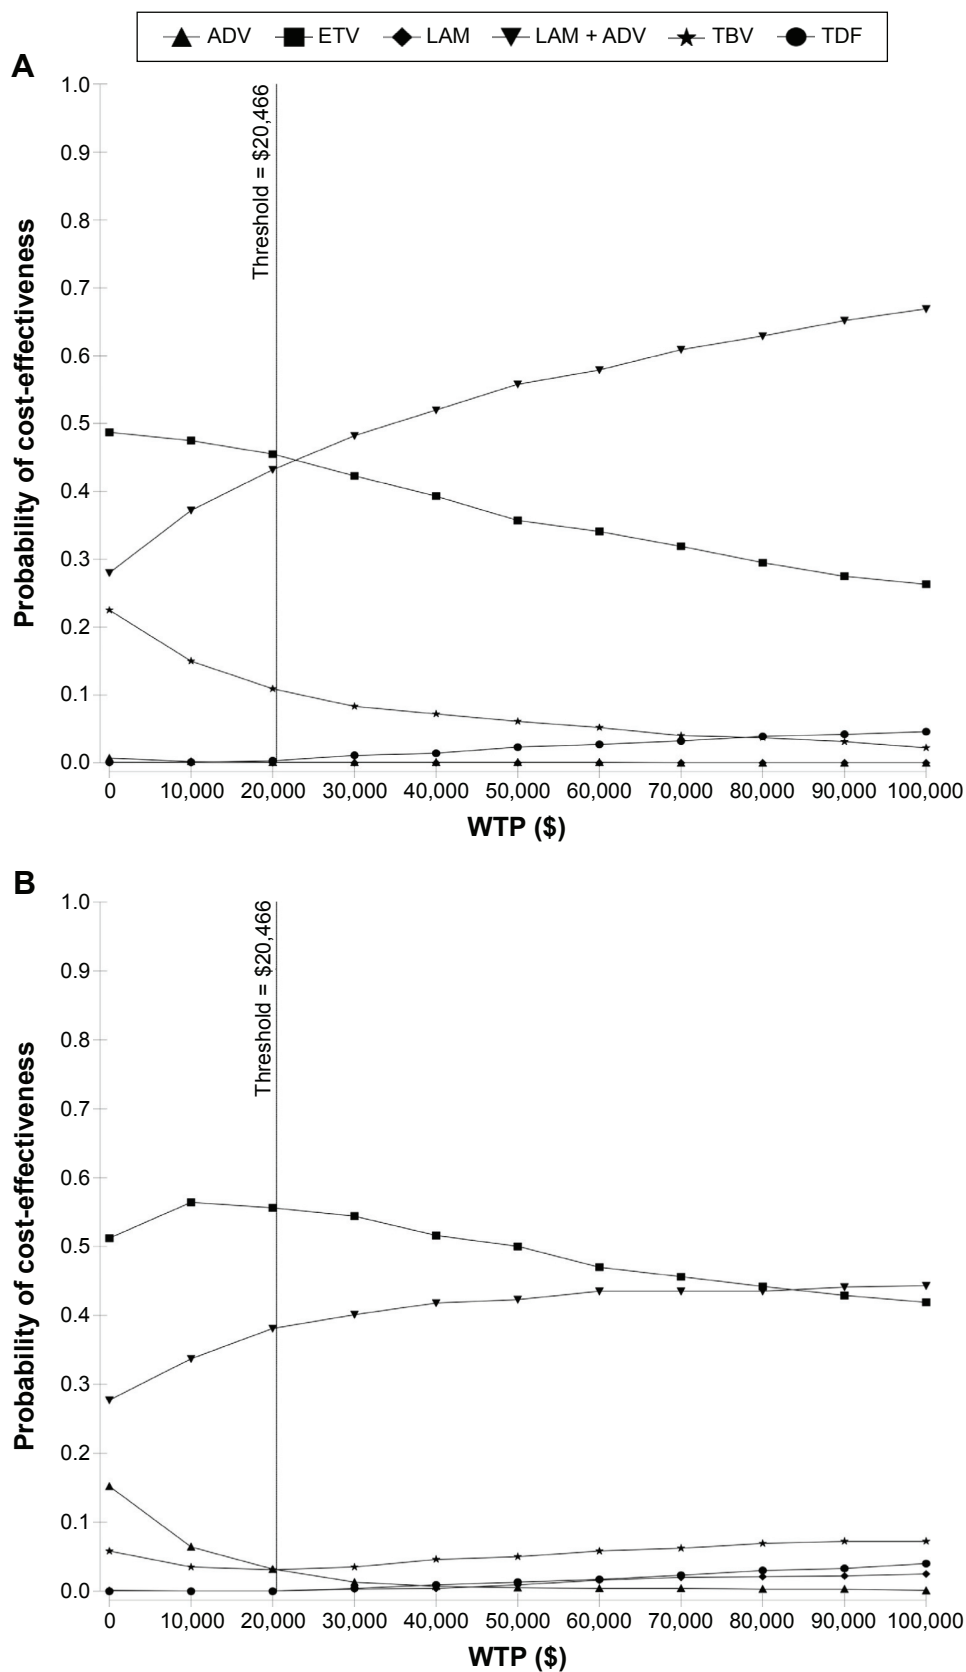 ADV ETV LAM LAM + ADV TBV TDF
A
Probability of cost-effectiveness
1.0
0.9
0.8
0.7
0.6
0.5
0.4
0.3
0.2
0.1
0.0
Threshold = $20,466
0 10,000 20,000 30,000 40,000 50,000 60,000 70,000 80,000 90,000 100,000
WTP ($)
B
Probability of cost-effectiveness
1.0
0.9
0.8
0.7
0.6
0.5
0.4
0.3
0.2
0.1
0.0
Threshold = $20,466
0 10,000 20,000 30,000 40,000 50,000 60,000 70,000 80,000 90,000 100,000
WTP ($)